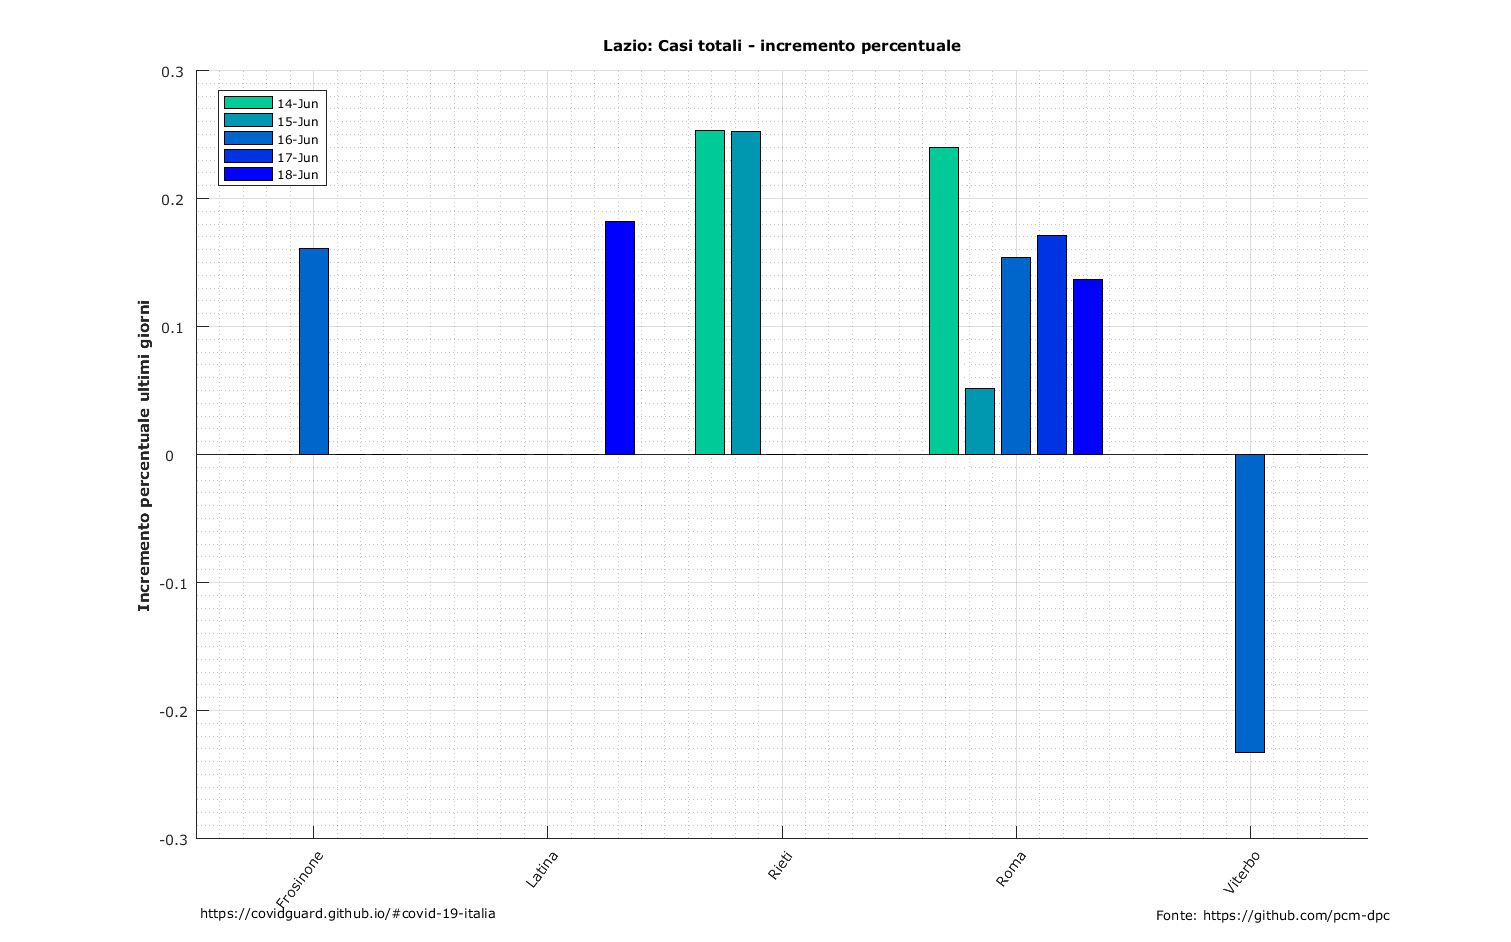 Lazio: Casi totali - incremento percentuale
Incremento percentuale ultimi giorni
0.3
0.2
0.1
0
-0.1
-0.2
-0.3
14-Jun
15-Jun
16-Jun
17-Jun
18-Jun
Frosinone
Latina
Rieti
Roma
Viterbo
https://covidguard.github.io/#covid-19-italia
Fonte: https://github.com/pcm-dpc